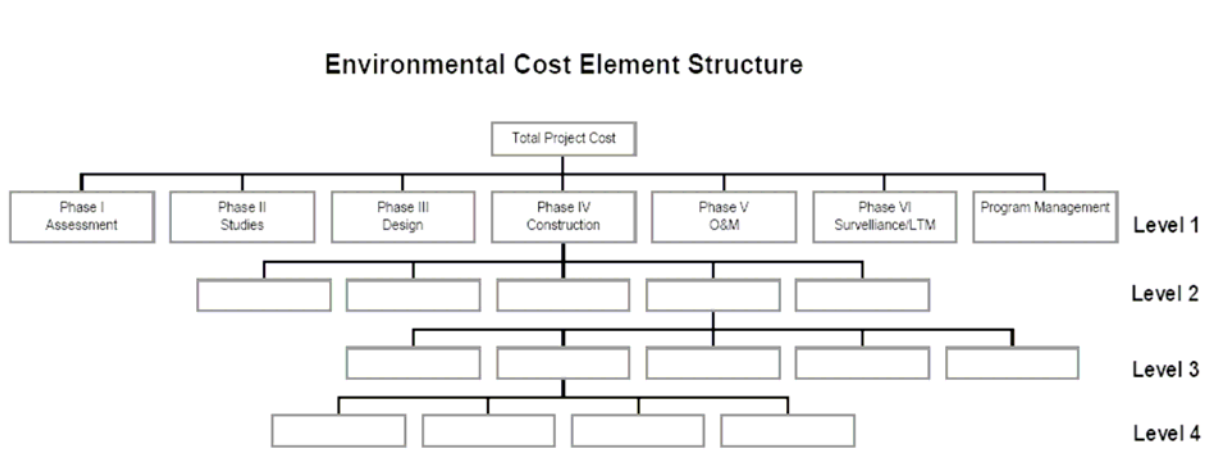 Environmental Cost Element Structure
Total Project Cost
Phase I
Assessment
Phase II
Studies
Phase III
Design
Phase IV
Construction
Phase V
O&M
Phase VI
Survelliance/LTM
Program Management
Level 1
Level 2
Level 3
Level 4